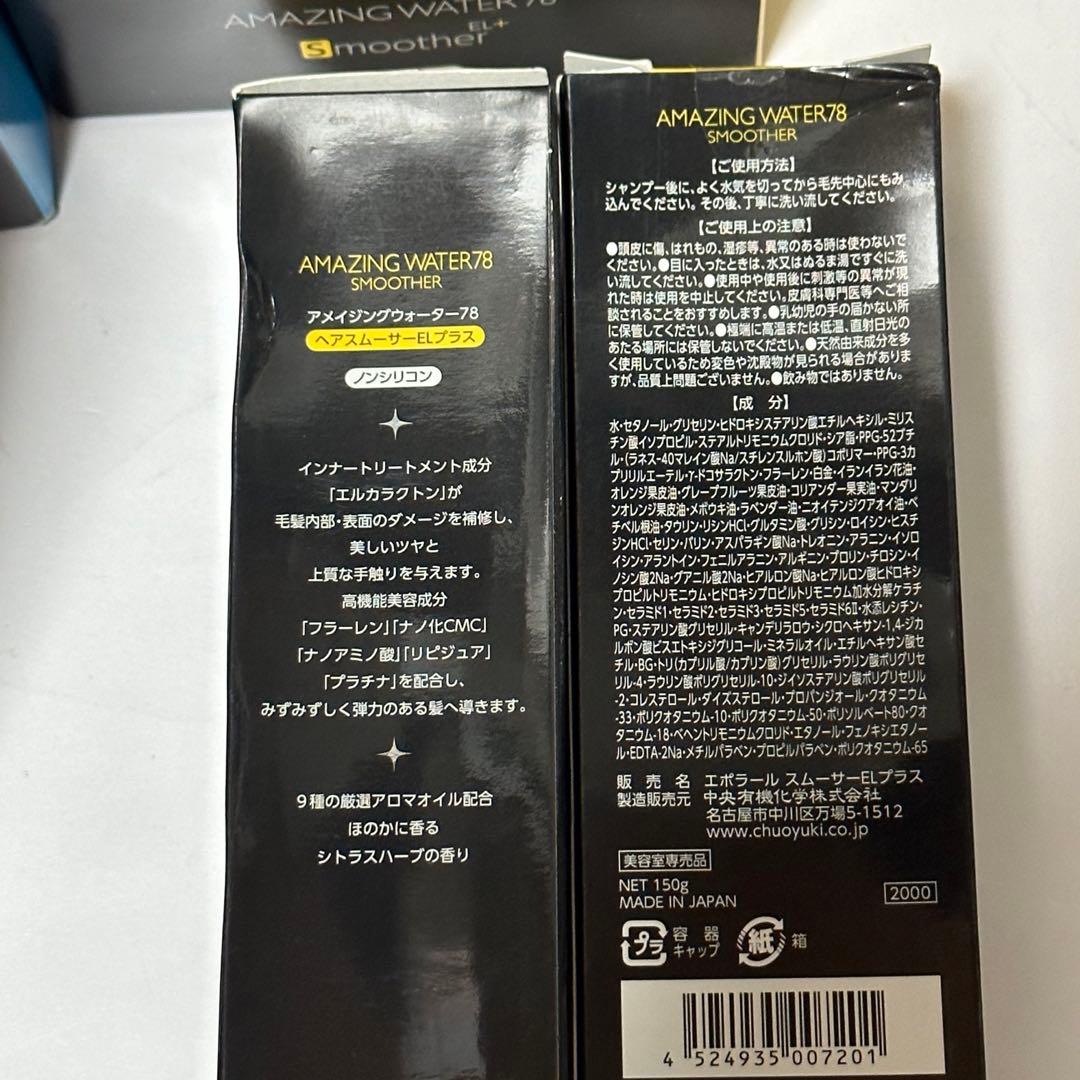 AMAZING WATER 78
Smoother EL+
AMAZING WATER78
SMOOTHER
アメイジングウォーター78
ヘアスムーサーELプラス
ノンシリコン
インナートリートメント成分
「エルカラクトン」が
毛髪内部・表面のダメージを補修し、
美しいツヤと
上質な手触りを与えます。
高機能美容成分
「フラーレン」「ナノ化CMC」
「ナノアミノ酸」「リピジュア」
「プラチナ」を配合し、
みずみずしく弾力のある髪へ導きます。
9種の厳選アロマオイル配合
ほのかに香る
シトラスハーブの香り
AMAZING WATER78
SMOOTHER
【ご使用方法】
シャンプー後に、よく水気を切ってから毛先中心にもみ
込んでください。その後、丁寧に洗い流してください。
【ご使用上の注意】
●頭皮に傷、はれもの、湿疹等、異常のある時は使わないで
ください。●目に入ったときは、水又はぬるま湯ですぐに洗
い流してください。●使用中や使用後に刺激等の異常が現
れた時は使用を中止してください。皮膚科専門医等へご相
談されることをおすすめします。●乳幼児の手の届かない所
に保管してください。●極端に高温または低温、直射日光の
あたる場所には保管しないでください。●天然由来成分を多
く使用しているため変色や沈殿物が見られる場合がありま
すが、品質上問題ございません。●飲み物ではありません。
【成 分】
水・セタノール・グリセリン・ヒドロキシステアリン酸エチルヘキシル・ミリス
チン酸イソプロピル・ステアルトリモニウムクロリド・シア脂・PPG-52ブチ
ル・(ラネス-40マレイン酸Na/スチレンスルホン酸)コポリマー・PPG-3カ
プリリルエーテル・γ-ドコサラクトン・フラーレン・白金・イランイラン花油・
オレンジ果皮油・グレープフルーツ果皮油・コリアンダー果実油・マンダリ
ンオレンジ果皮油・メボウキ油・ラベンダー油・ニオイテンジクアオイ油・ベ
チベル根油・タウリン・リシンHCl・グルタミン酸・グリシン・ロイシン・ヒスチ
ジンHCl・セリン・バリン・アスパラギン酸Na・トレオニン・アラニン・イソロ
イシン・アラントイン・フェニルアラニン・アルギニン・プロリン・チロシン・イ
ノシン酸2Na・グアニル酸2Na・ヒアルロン酸Na・ヒアルロン酸ヒドロキシ
プロピルトリモニウム・ヒドロキシプロピルトリモニウム加水分解ケラチ
ン・セラミド1・セラミド2・セラミド3・セラミド5・セラミド6Ⅱ・水添レシチン・
PG・ステアリン酸グリセリル・キャンデリラロウ・シクロヘキサン-1,4-ジカ
ルボン酸ビスエトキシジグリコール・ミネラルオイル・エチルヘキサン酸セ
チル・BG・トリ(カプリル酸/カプリン酸)グリセリル・ラウリン酸ポリグリセ
リル-4・ラウリン酸ポリグリセリル-10・ジイソステアリン酸ポリグリセリル
-2・コレステロール・ダイズステロール・プロパンジオール・クオタニウム
-33・ポリクオタニウム-10・ポリクオタニウム-50・ポリソルベート80・クオ
タニウム-18・ベヘントリモニウムクロリド・エタノール・フェノキシエタノー
ル・EDTA-2Na・メチルパラベン・プロピルパラベン・ポリクオタニウム-65
販 売 名 エポラール スムーサーELプラス
製造販売元 中央有機化学株式会社
名古屋市中川区万場5-1512
www.chuoyuki.co.jp
美容室専売品
NET 150g
MADE IN JAPAN
2000
プラ 容器 キャップ 紙 箱
4 524935 007201